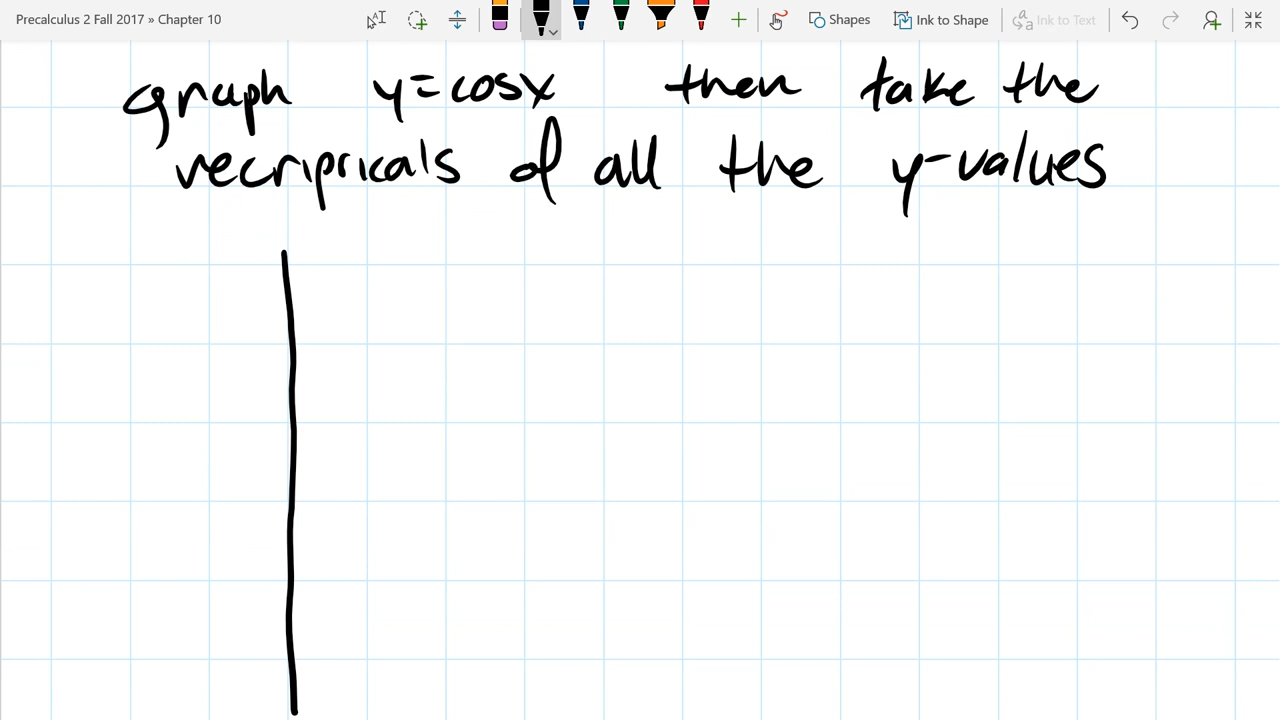 Precalculus 2 Fall 2017 » Chapter 10 Shapes Ink to Shape Ink to Text
graph y=cosx then take the
recripricals of all the y-values